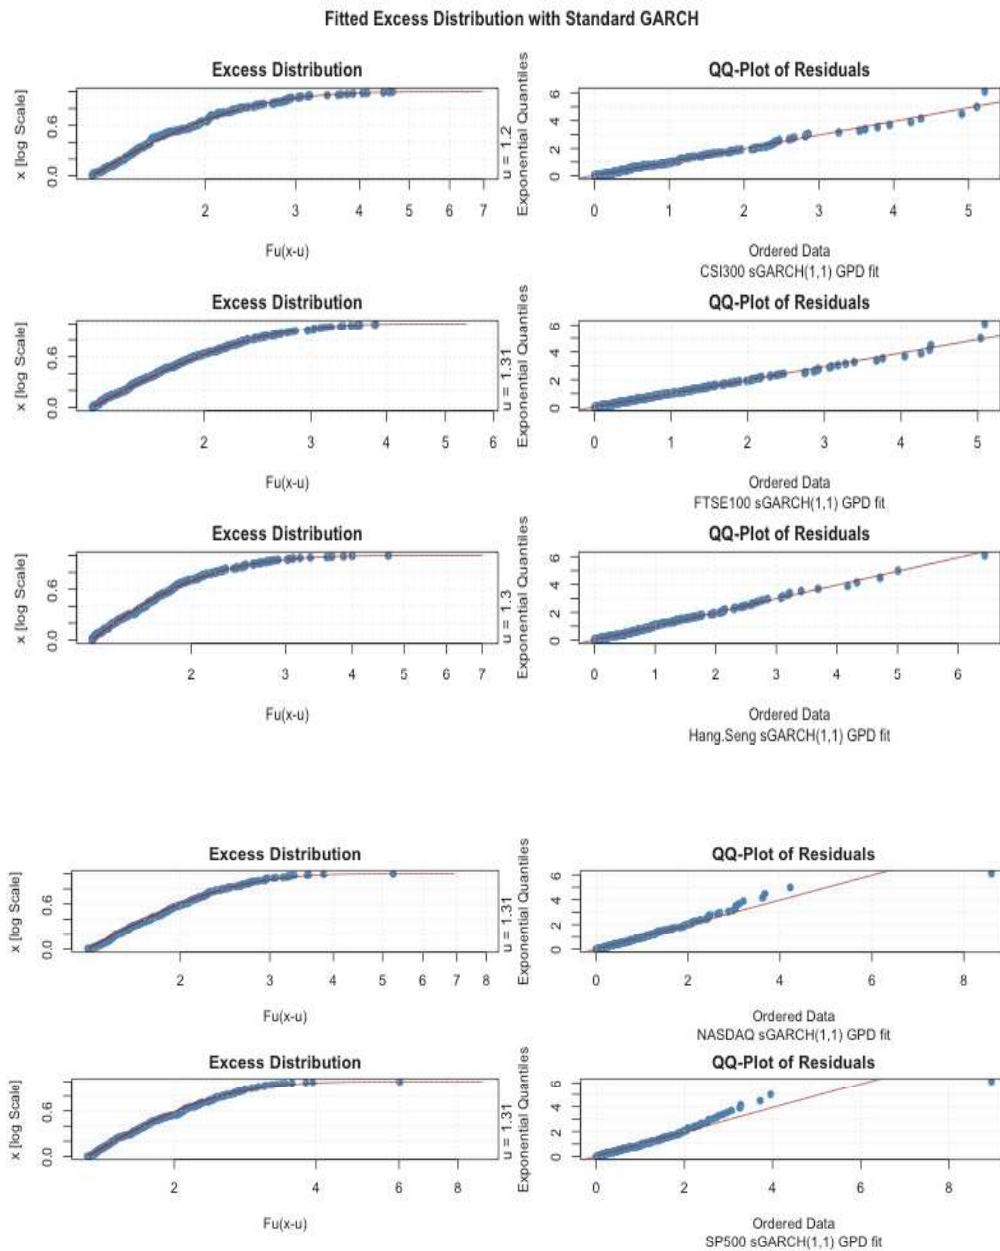 Fitted Excess Distribution with Standard GARCH
Excess Distribution
x [log Scale]
0.0 0.6
2 3 4 5 6 7
Fu(x-u)
u = 1.2
QQ-Plot of Residuals
Exponential Quantiles
0 2 4 6
0 1 2 3 4 5
Ordered Data
CSI300 sGARCH(1,1) GPD fit
Excess Distribution
x [log Scale]
0.0 0.6
2 3 4 5 6
Fu(x-u)
u = 1.31
QQ-Plot of Residuals
Exponential Quantiles
0 2 4 6
0 1 2 3 4 5
Ordered Data
FTSE100 sGARCH(1,1) GPD fit
Excess Distribution
x [log Scale]
0.0 0.6
2 3 4 5 6 7
Fu(x-u)
u = 1.3
QQ-Plot of Residuals
Exponential Quantiles
0 2 4 6
0 1 2 3 4 5 6
Ordered Data
Hang.Seng sGARCH(1,1) GPD fit
Excess Distribution
x [log Scale]
0.0 0.6
2 3 4 5 6 7 8
Fu(x-u)
u = 1.31
QQ-Plot of Residuals
Exponential Quantiles
0 2 4 6
0 2 4 6 8
Ordered Data
NASDAQ sGARCH(1,1) GPD fit
Excess Distribution
x [log Scale]
0.0 0.6
2 4 6 8
Fu(x-u)
u = 1.31
QQ-Plot of Residuals
Exponential Quantiles
0 2 4 6
0 2 4 6 8
Ordered Data
SP500 sGARCH(1,1) GPD fit